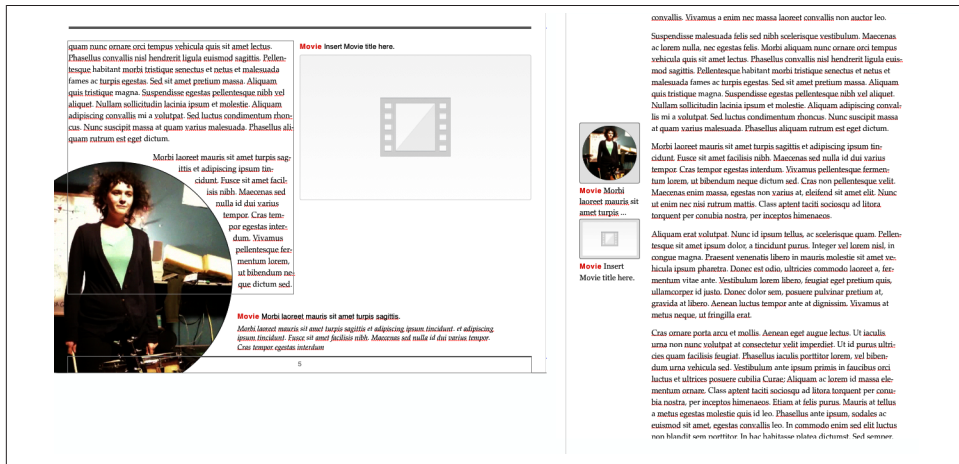 quam nunc ornare orci tempus vehicula quis sit amet lectus.
Phasellus convallis nisl hendrerit ligula euismod sagittis. Pellen-
tesque habitant morbi tristique senectus et netus et malesuada
fames ac turpis egestas. Sed sit amet pretium massa. Aliquam
quis tristique magna. Suspendisse egestas pellentesque nibh vel
aliquet. Nullam sollicitudin lacinia ipsum et molestie. Aliquam
adipiscing convallis mi a volutpat. Sed luctus condimentum rhon-
cus. Nunc suscipit massa at quam varius malesuada. Phasellus ali-
quam rutrum est eget dictum.
Morbi laoreet mauris sit amet turpis sag-
ittis et adipiscing ipsum tin-
cidunt. Fusce sit amet facil-
isis nibh. Maecenas sed
nulla id dui varius
tempor. Cras tem-
por egestas inter-
dum. Vivamus
pellentesque fer-
mentum lorem,
ut bibendum ne-
que dictum sed.
Movie Insert Movie title here.
Movie Morbi laoreet mauris sit amet turpis sagittis.
Morbi laoreet mauris sit amet turpis sagittis et adipiscing ipsum tincidunt. et adipiscing
ipsum tincidunt. Fusce sit amet facilisis nibh. Maecenas sed nulla id dui varius tempor.
Cras tempor egestas interdum
5
Movie Morbi
laoreet mauris sit
amet turpis ...
Movie Insert
Movie title here.
convallis. Vivamus a enim nec massa laoreet convallis non auctor leo.
Suspendisse malesuada felis sed nibh scelerisque vestibulum. Maecenas
ac lorem nulla, nec egestas felis. Morbi aliquam nunc ornare orci tempus
vehicula quis sit amet lectus. Phasellus convallis nisl hendrerit ligula euis-
mod sagittis. Pellentesque habitant morbi tristique senectus et netus et
malesuada fames ac turpis egestas. Sed sit amet pretium massa. Aliquam
quis tristique magna. Suspendisse egestas pellentesque nibh vel aliquet.
Nullam sollicitudin lacinia ipsum et molestie. Aliquam adipiscing conval-
lis mi a volutpat. Sed luctus condimentum rhoncus. Nunc suscipit massa
at quam varius malesuada. Phasellus aliquam rutrum est eget dictum.
Morbi laoreet mauris sit amet turpis sagittis et adipiscing ipsum tin-
cidunt. Fusce sit amet facilisis nibh. Maecenas sed nulla id dui varius
tempor. Cras tempor egestas interdum. Vivamus pellentesque fermen-
tum lorem, ut bibendum neque dictum sed. Cras non pellentesque velit.
Maecenas enim massa, egestas non varius at, eleifend sit amet elit. Nunc
ut enim nec nisi rutrum mattis. Class aptent taciti sociosqu ad litora
torquent per conubia nostra, per inceptos himenaeos.
Aliquam erat volutpat. Nunc id ipsum tellus, ac scelerisque quam. Pellen-
tesque sit amet ipsum dolor, a tincidunt purus. Integer vel lorem nisl, in
congue magna. Praesent venenatis libero in mauris molestie sit amet ve-
hicula ipsum pharetra. Donec est odio, ultricies commodo laoreet a, fer-
mentum vitae ante. Vestibulum lorem libero, feugiat eget pretium quis,
ullamcorper id justo. Donec dolor sem, posuere pulvinar pretium at,
gravida at libero. Aenean luctus tempor ante at dignissim. Vivamus at
metus neque, ut fringilla erat.
Cras ornare porta arcu et mollis. Aenean eget augue lectus. Ut iaculis
urna non nunc volutpat at consectetur velit imperdiet. Ut id purus ultri-
cies quam facilisis feugiat. Phasellus iaculis porttitor lorem, vel biben-
dum urna vehicula sed. Vestibulum ante ipsum primis in faucibus orci
luctus et ultrices posuere cubilia Curae; Aliquam ac lorem id massa ele-
mentum ornare. Class aptent taciti sociosqu ad litora torquent per conu-
bia nostra, per inceptos himenaeos. Etiam at felis purus. Mauris at tellus
a metus egestas molestie quis id leo. Phasellus ante ipsum, sodales ac
euismod sit amet, egestas convallis leo. In commodo enim sed elit luctus
non blandit sem porttitor. In hac habitasse platea dictumst. Sed semper,